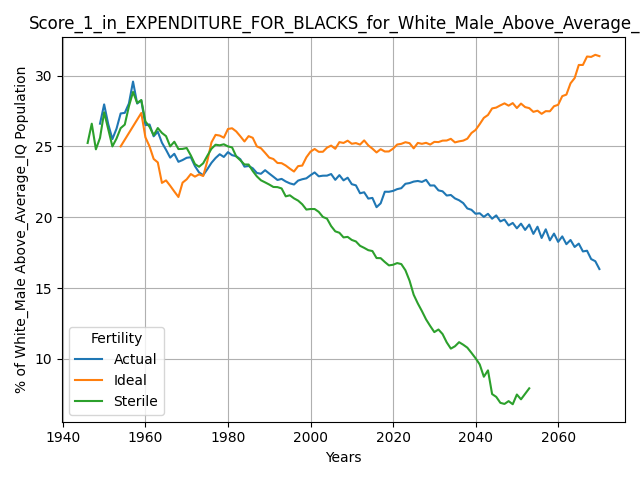 Score_1_in_EXPENDITURE_FOR_BLACKS_for_White_Male_Above_Average_
% of White_Male Above_Average_IQ Population
30
25
20
15
10
Fertility
Actual
Ideal
Sterile
1940 1960 1980 2000 2020 2040 2060
Years